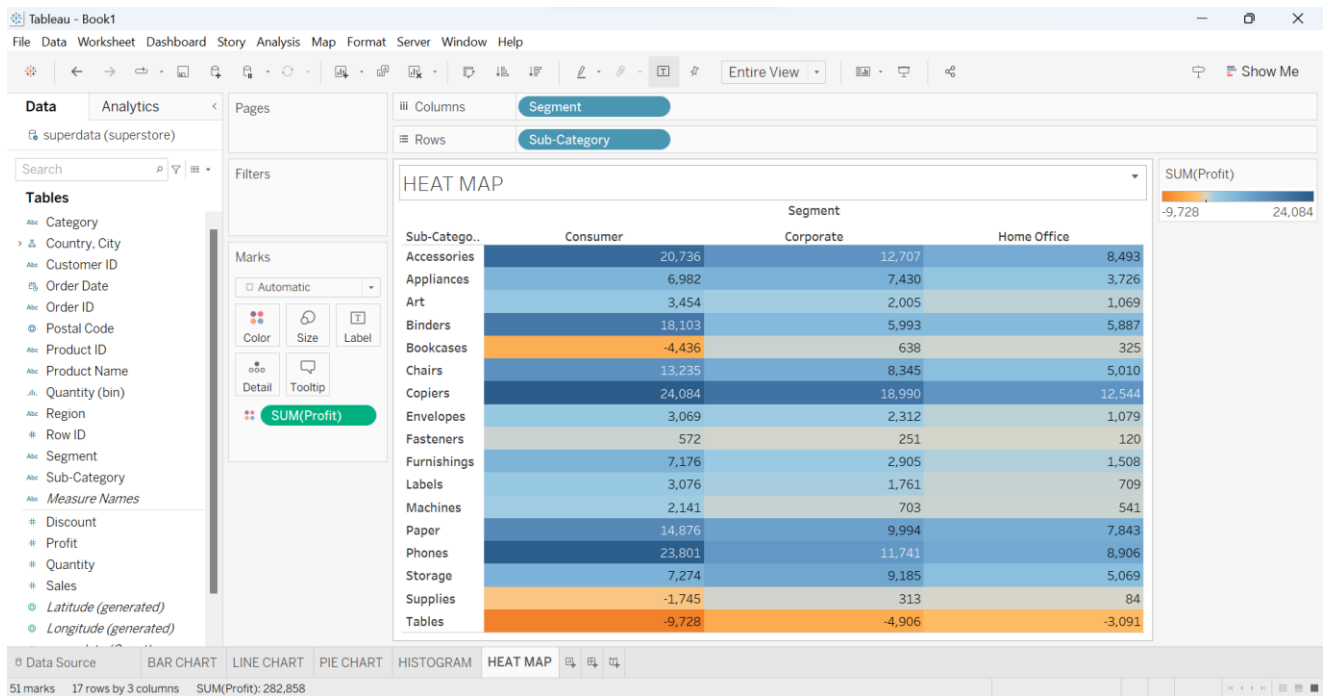 Tableau - Book1
File Data Worksheet Dashboard Story Analysis Map Format Server Window Help
Entire View
Show Me
Data Analytics
superdata (superstore)
Search
Tables
Abc Category
Country, City
Abc Customer ID
Order Date
Abc Order ID
Postal Code
Abc Product ID
Abc Product Name
Quantity (bin)
Abc Region
# Row ID
Abc Segment
Abc Sub-Category
Abc Measure Names
# Discount
# Profit
# Quantity
# Sales
Latitude (generated)
Longitude (generated)
Pages
Filters
Marks
Automatic
Color Size Label
Detail Tooltip
SUM(Profit)
iii Columns Segment
Rows Sub-Category
HEAT MAP
Segment
Sub-Catego.. Consumer Corporate Home Office
Accessories 20,736 12,707 8,493
Appliances 6,982 7,430 3,726
Art 3,454 2,005 1,069
Binders 18,103 5,993 5,887
Bookcases -4,436 638 325
Chairs 13,235 8,345 5,010
Copiers 24,084 18,990 12,544
Envelopes 3,069 2,312 1,079
Fasteners 572 251 120
Furnishings 7,176 2,905 1,508
Labels 3,076 1,761 709
Machines 2,141 703 541
Paper 14,876 9,994 7,843
Phones 23,801 11,741 8,906
Storage 7,274 9,185 5,069
Supplies -1,745 313 84
Tables -9,728 -4,906 -3,091
SUM(Profit)
-9,728 24,084
Data Source BAR CHART LINE CHART PIE CHART HISTOGRAM HEAT MAP
51 marks 17 rows by 3 columns SUM(Profit): 282,858